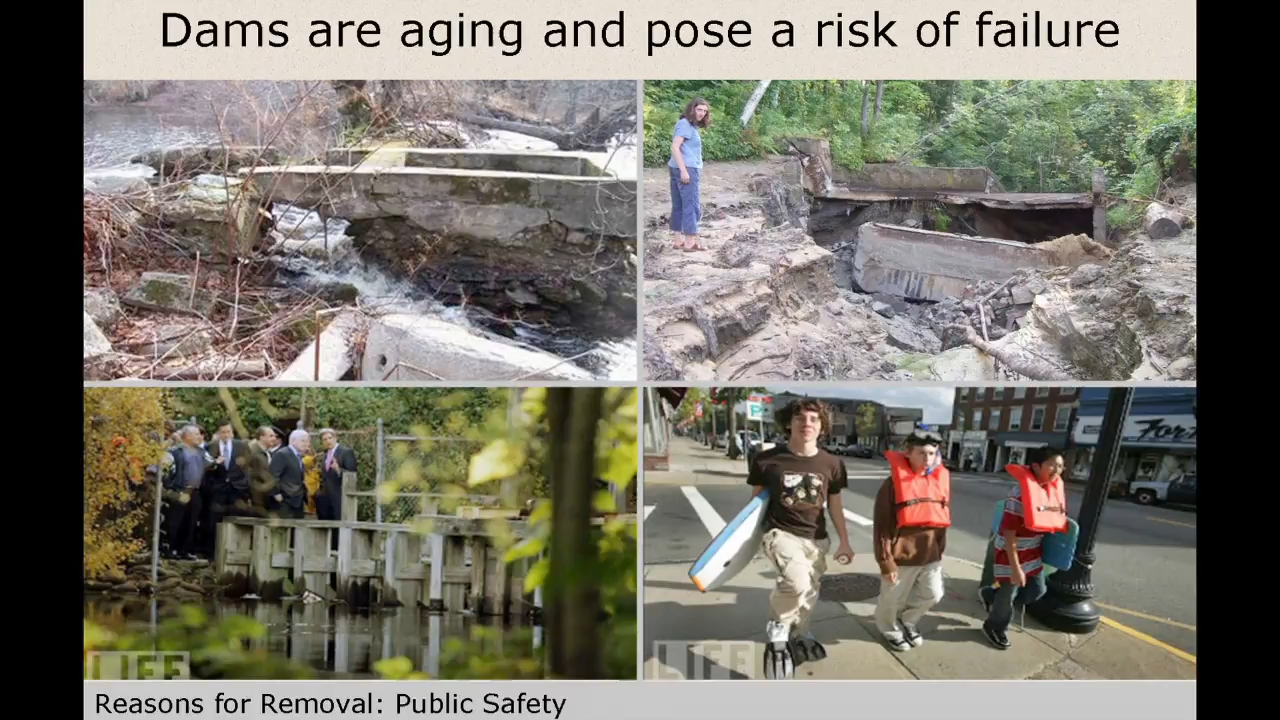 Dams are aging and pose a risk of failure
P
LIFE
LIFE
Reasons for Removal: Public Safety